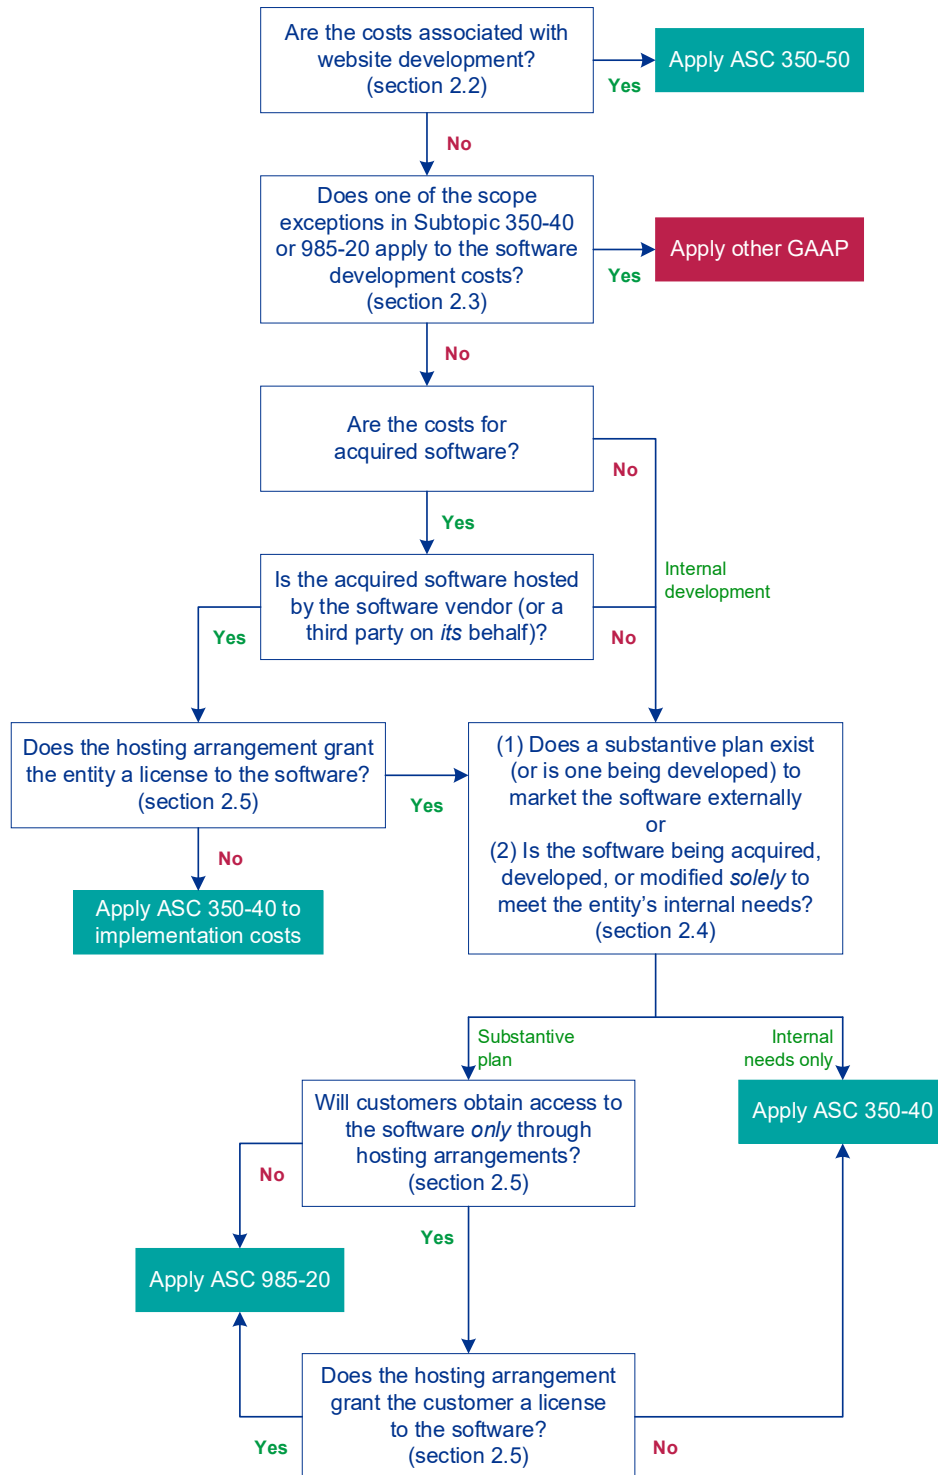 Are the costs associated with
website development?
(section 2.2)
Yes
Apply ASC 350-50
No
Does one of the scope
exceptions in Subtopic 350-40
or 985-20 apply to the software
development costs?
(section 2.3)
Yes
Apply other GAAP
No
Are the costs for
acquired software?
No
Yes
Internal
development
Is the acquired software hosted
by the software vendor (or a
third party on its behalf)?
Yes
No
Does the hosting arrangement grant
the entity a license to the software?
(section 2.5)
Yes
No
Apply ASC 350-40 to
implementation costs
(1) Does a substantive plan exist
(or is one being developed) to
market the software externally
or
(2) Is the software being acquired,
developed, or modified solely to
meet the entity's internal needs?
(section 2.4)
Substantive
plan
Internal
needs only
Will customers obtain access to
the software only through
hosting arrangements?
(section 2.5)
Apply ASC 350-40
No
Yes
Apply ASC 985-20
Does the hosting arrangement
grant the customer a license
to the software?
(section 2.5)
Yes
No